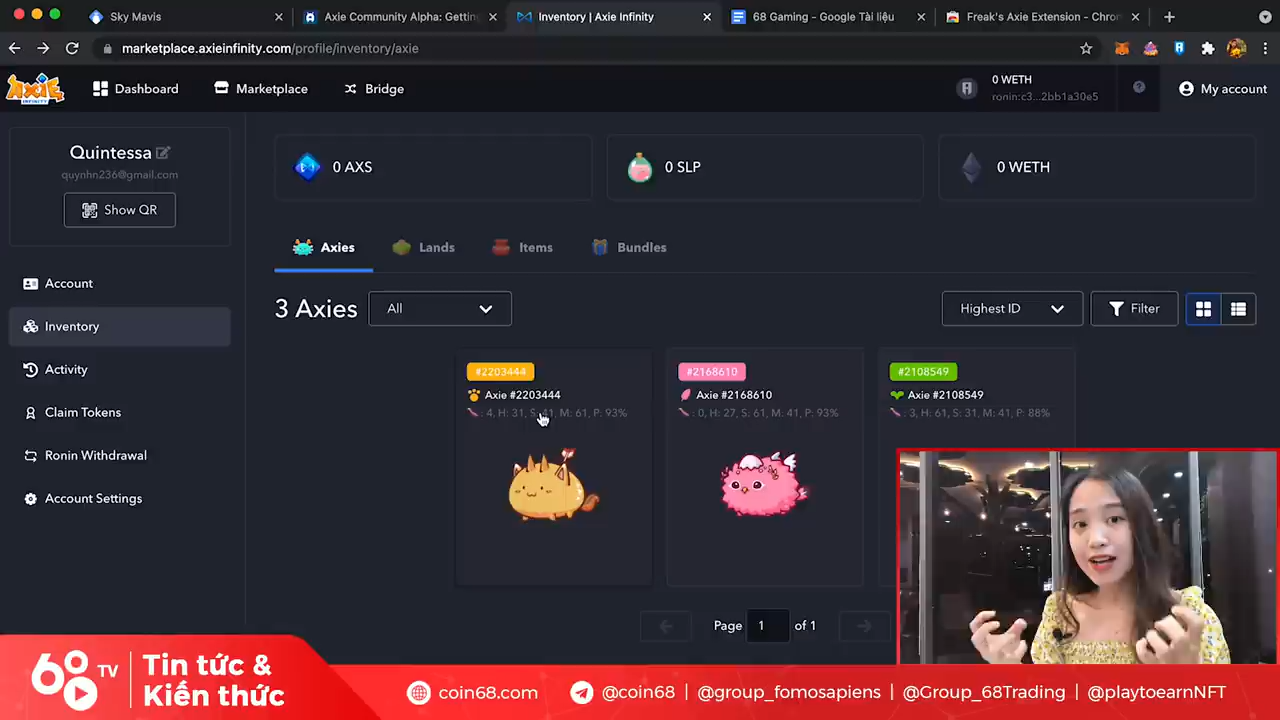 Sky Mavis
Axie Community Alpha: Getting
Inventory | Axie Infinity
68 Gaming - Google Tài liệu
Freak's Axie Extension - Chron
marketplace.axieinfinity.com/profile/inventory/axie
AXIE
INFINITY
Dashboard
Marketplace
Bridge
0 WETH
ronin:c3...2bb1a30e5
My account
Quintessa
quynhn236@gmail.com
Show QR
0 AXS
0 SLP
0 WETH
Axies
Lands
Items
Bundles
Account
Inventory
Activity
Claim Tokens
Ronin Withdrawal
Account Settings
3 Axies
All
Highest ID
Filter
#2203444
Axie #2203444
: 4, H: 31, S: 41, M: 61, P: 93%
#2168610
Axie #2168610
: 0, H: 27, S: 61, M: 41, P: 93%
#2108549
Axie #2108549
: 3, H: 61, S: 31, M: 41, P: 88%
Page 1 of 1
68 TV
Tin tức &
Kiến thức
coin68.com
@coin68 | @group_fomosapiens | @Group_68Trading | @playtoearnNFT